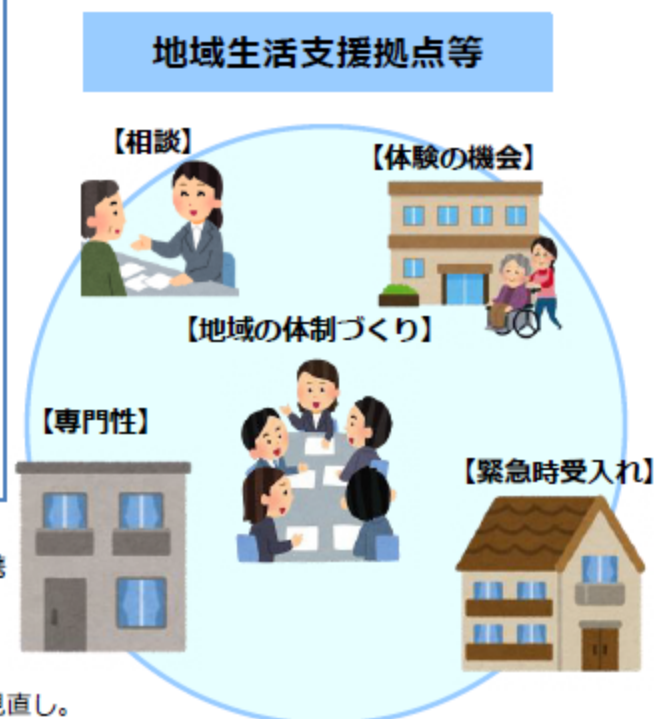 地域生活支援拠点等
【相談】
【体験の機会】
【地域の体制づくり】
【専門性】
【緊急時受入れ】
見直し。